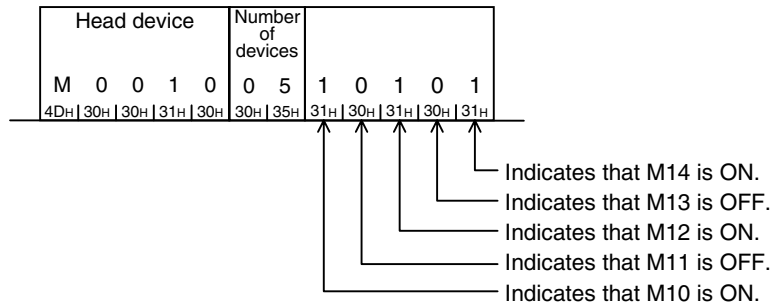 Head device
Number
of
devices
M 0 0 1 0 0 5 1 0 1 0 1
4DH 30H 30H 31H 30H 30H 35H 31H 30H 31H 30H 31H
Indicates that M14 is ON.
Indicates that M13 is OFF.
Indicates that M12 is ON.
Indicates that M11 is OFF.
Indicates that M10 is ON.